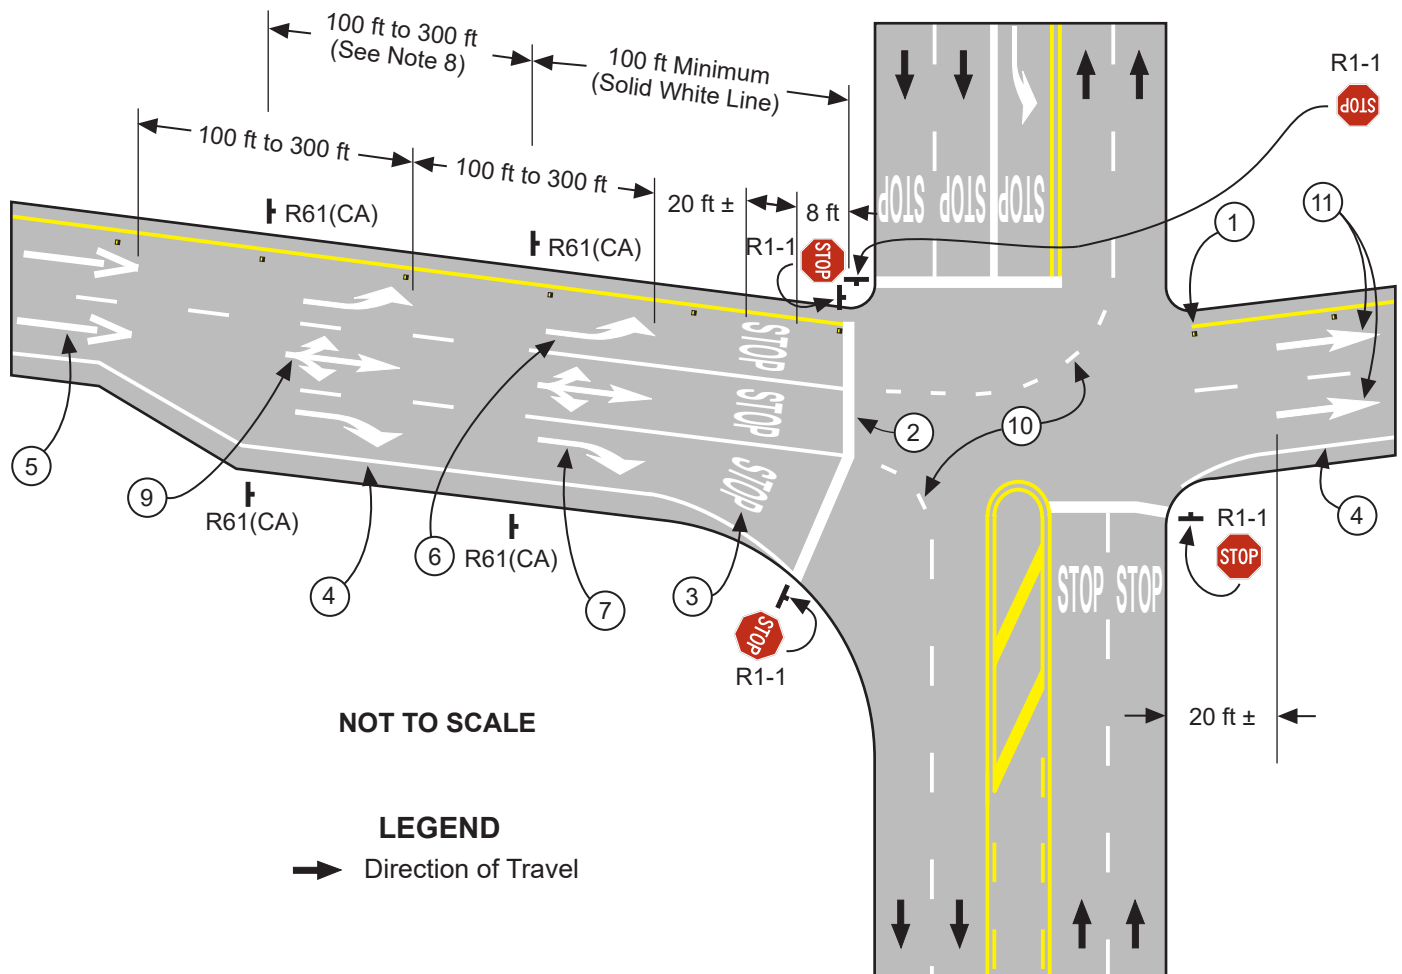 100 ft to 300 ft
(See Note 8)
100 ft Minimum
(Solid White Line)
R1-1
STOP
100 ft to 300 ft
100 ft to 300 ft
20 ft ±
8 ft
STOP
STOP
STOP
R61(CA)
R61(CA)
R1-1
STOP
1
11
STOP
STOP
STOP
2
10
5
9
R61(CA)
R61(CA)
6
4
7
3
STOP
R1-1
STOP
STOP
R1-1
STOP
4
20 ft ±
NOT TO SCALE
LEGEND
Direction of Travel